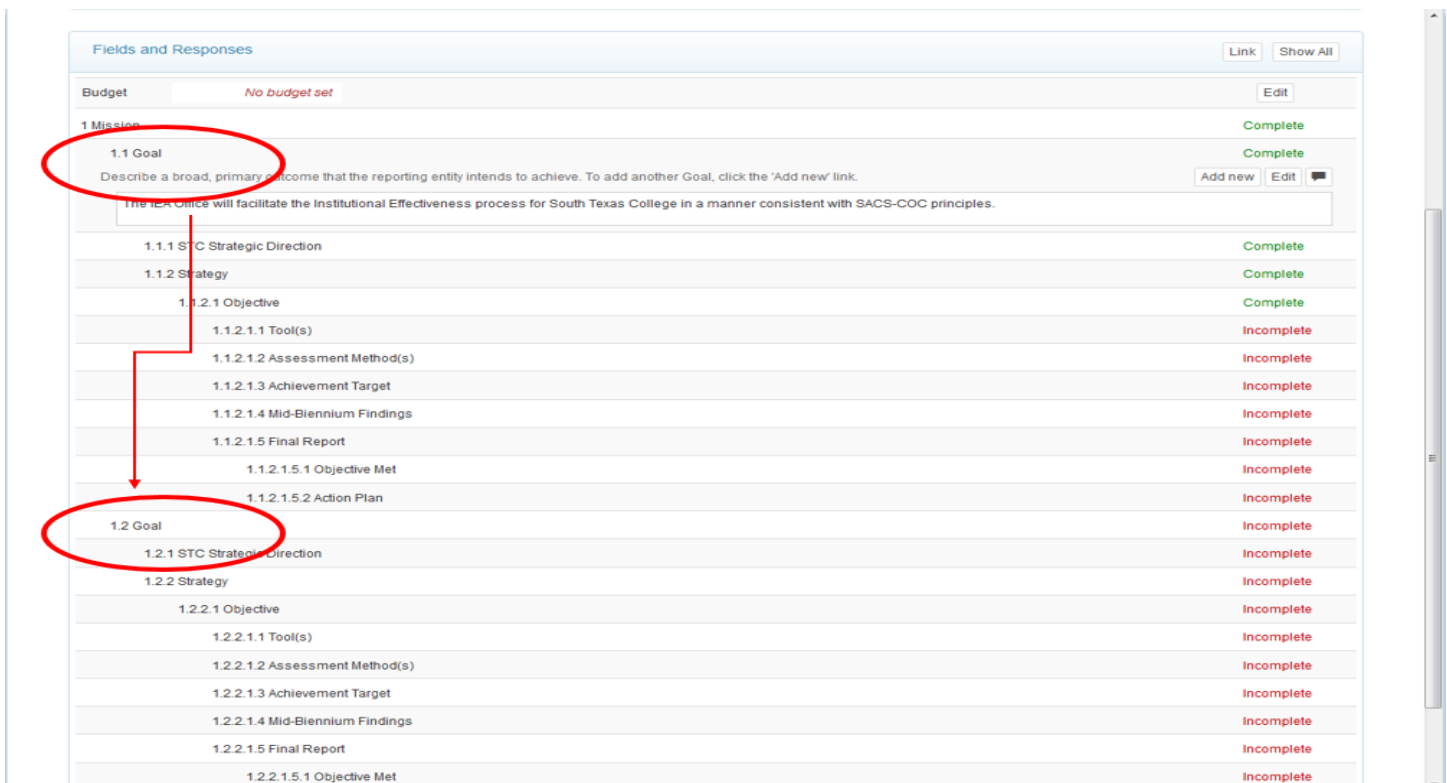 Fields and Responses Link Show All
Budget No budget set Edit
1 Mission Complete
1.1 Goal Complete
Describe a broad, primary outcome that the reporting entity intends to achieve. To add another Goal, click the 'Add new' link. Add new Edit
The IEA Office will facilitate the Institutional Effectiveness process for South Texas College in a manner consistent with SACS-COC principles.
1.1.1 STC Strategic Direction Complete
1.1.2 Strategy Complete
1.1.2.1 Objective Complete
1.1.2.1.1 Tool(s) Incomplete
1.1.2.1.2 Assessment Method(s) Incomplete
1.1.2.1.3 Achievement Target Incomplete
1.1.2.1.4 Mid-Biennium Findings Incomplete
1.1.2.1.5 Final Report Incomplete
1.1.2.1.5.1 Objective Met Incomplete
1.1.2.1.5.2 Action Plan Incomplete
1.2 Goal Incomplete
1.2.1 STC Strategic Direction Incomplete
1.2.2 Strategy Incomplete
1.2.2.1 Objective Incomplete
1.2.2.1.1 Tool(s) Incomplete
1.2.2.1.2 Assessment Method(s) Incomplete
1.2.2.1.3 Achievement Target Incomplete
1.2.2.1.4 Mid-Biennium Findings Incomplete
1.2.2.1.5 Final Report Incomplete
1.2.2.1.5.1 Objective Met Incomplete